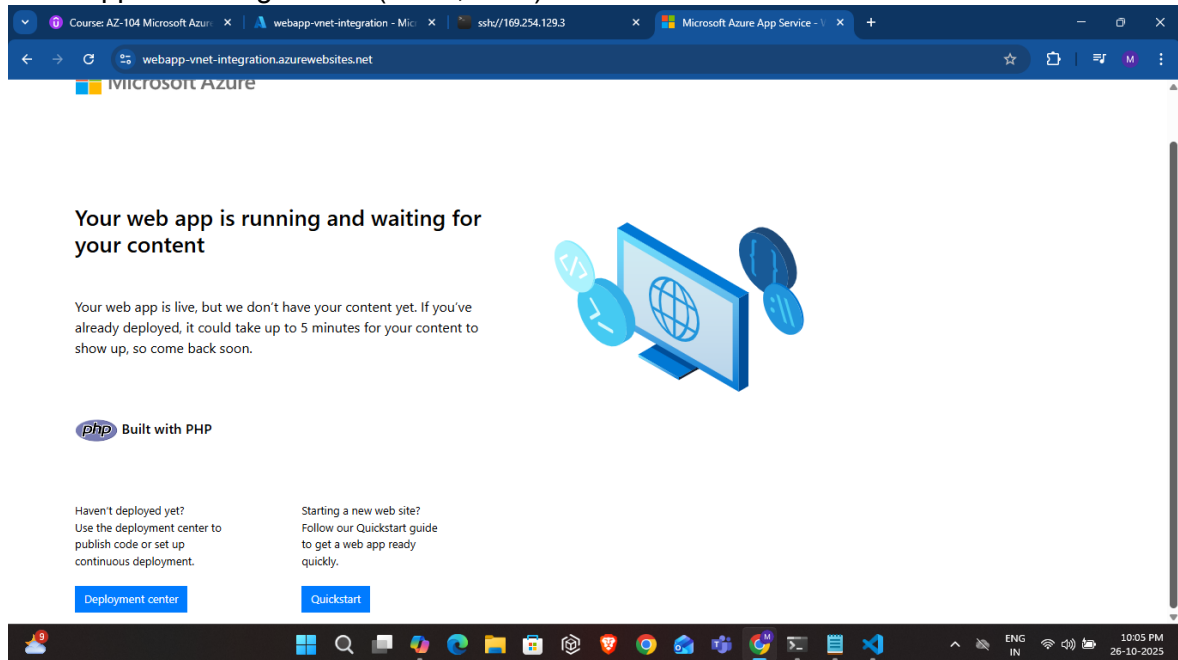 Course: AZ-104 Microsoft Azur
webapp-vnet-integration - Mic
ssh://169.254.129.3
Microsoft Azure App Service - 
webapp-vnet-integration.azurewebsites.net
M
Microsoft Azure
Your web app is running and waiting for
your content
Your web app is live, but we don't have your content yet. If you've
already deployed, it could take up to 5 minutes for your content to
show up, so come back soon.
php Built with PHP
Haven't deployed yet?
Use the deployment center to
publish code or set up
continuous deployment.
Deployment center
Starting a new web site?
Follow our Quickstart guide
to get a web app ready
quickly.
Quickstart
9
M
ENG
IN
10:05 PM
26-10-2025